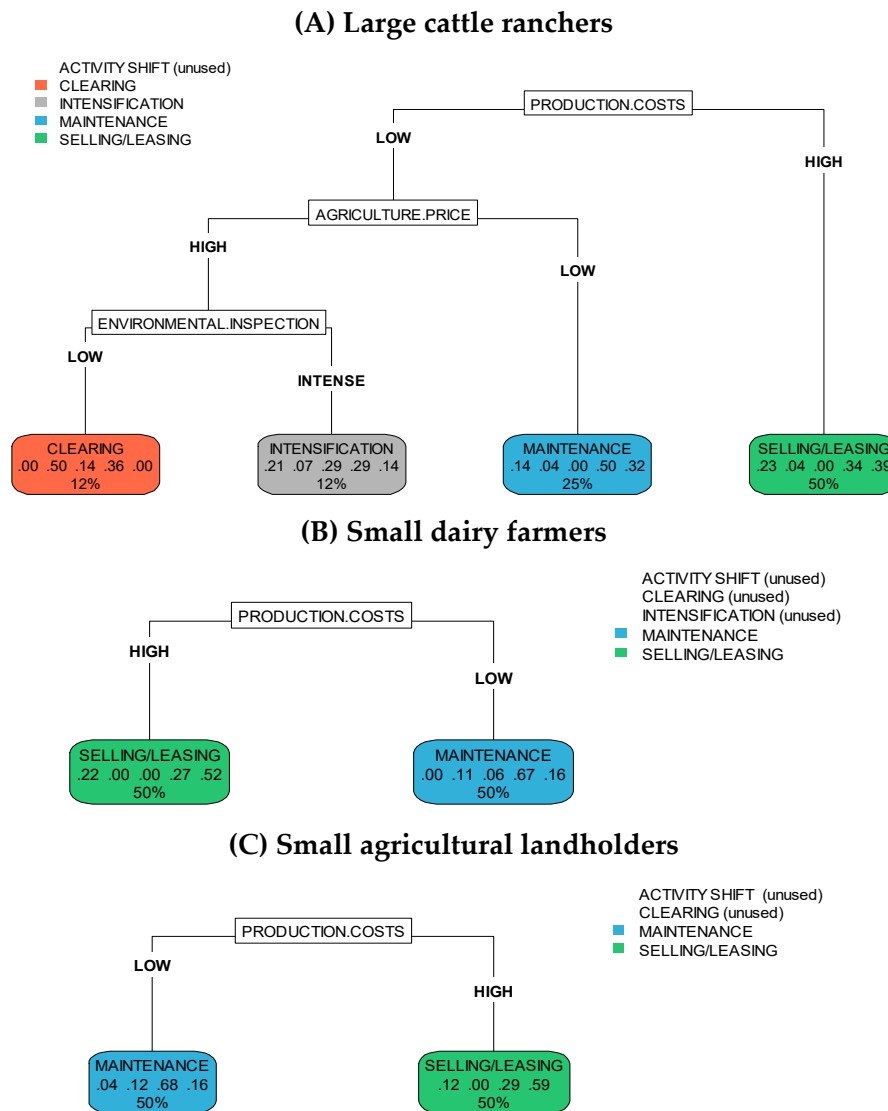 (A) Large cattle ranchers
ACTIVITY SHIFT (unused)
CLEARING
INTENSIFICATION
MAINTENANCE
SELLING/LEASING
PRODUCTION.COSTS
LOW
HIGH
AGRICULTURE.PRICE
HIGH
LOW
ENVIRONMENTAL.INSPECTION
LOW
INTENSE
CLEARING
.00 .50 .14 .36 .00
12%
INTENSIFICATION
.21 .07 .29 .29 .14
12%
MAINTENANCE
.14 .04 .00 .50 .32
25%
SELLING/LEASING
.23 .04 .00 .34 .39
50%
(B) Small dairy farmers
ACTIVITY SHIFT (unused)
CLEARING (unused)
INTENSIFICATION (unused)
MAINTENANCE
SELLING/LEASING
PRODUCTION.COSTS
HIGH
LOW
SELLING/LEASING
.22 .00 .00 .27 .52
50%
MAINTENANCE
.00 .11 .06 .67 .16
50%
(C) Small agricultural landholders
ACTIVITY SHIFT (unused)
CLEARING (unused)
MAINTENANCE
SELLING/LEASING
PRODUCTION.COSTS
LOW
HIGH
MAINTENANCE
.04 .12 .68 .16
50%
SELLING/LEASING
.12 .00 .29 .59
50%